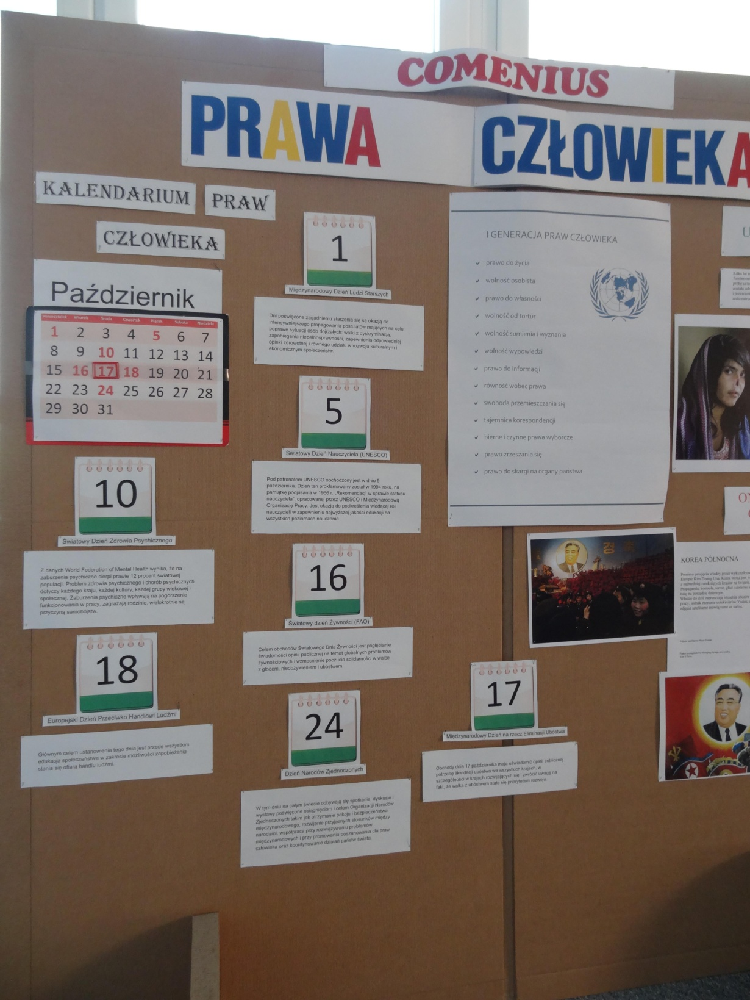 COMENIUS
PRAWA CZŁOWIEKA
KALENDARIUM PRAW
CZŁOWIEKA
Październik
Poniedziałek Wtorek Środa Czwartek Piątek Sobota Niedziela
1 2 3 4 5 6 7
8 9 10 11 12 13 14
15 16 17 18 19 20 21
22 23 24 25 26 27 28
29 30 31
1
Międzynarodowy Dzień Ludzi Starszych
Dni poświęcone zagadnieniu starzenia się są okazją do
intensywniejszego propagowania postulatów mających na celu
poprawę sytuacji osób dojrzałych: walki z dyskryminacją,
zapobiegania niepełnosprawności, zapewnienia odpowiedniej
opieki zdrowotnej i równego udziału w rozwoju kulturalnym i
ekonomicznym społeczeństw.
5
Światowy Dzień Nauczyciela (UNESCO)
Pod patronatem UNESCO obchodzony jest w dniu 5
października. Dzień ten proklamowany został w 1994 roku, na
pamiątkę podpisania w 1966 r. „Rekomendacji w sprawie statusu
nauczyciela”, opracowanej przez UNESCO i Międzynarodową
Organizację Pracy. Jest okazją do podkreślenia wiodącej roli
nauczycieli w zapewnieniu najwyższej jakości edukacji na
wszystkich poziomach nauczania.
10
Światowy Dzień Zdrowia Psychicznego
Z danych World Federation of Mental Health wynika, że na
zaburzenia psychiczne cierpi prawie 12 procent światowej
populacji. Problem zdrowia psychicznego i chorób psychicznych
dotyczy każdego kraju, każdej kultury, każdej grupy wiekowej i
społecznej. Zaburzenia psychiczne wpływają na pogorszenie
funkcjonowania w pracy, zagrażają rodzinie, wielokrotnie są
przyczyną samobójstw.
16
Światowy dzień Żywności (FAO)
Celem obchodów Światowego Dnia Żywności jest pogłębienie
świadomości opinii publicznej na temat globalnych problemów
żywnościowych i wzmocnienie poczucia solidarności w walce
z głodem, niedożywieniem i ubóstwem.
18
Europejski Dzień Przeciwko Handlowi Ludźmi
Głównym celem ustanowienia tego dnia jest przede wszystkim
edukacja społeczeństwa w zakresie możliwości zapobieżenia
stania się ofiarą handlu ludźmi.
24
Dzień Narodów Zjednoczonych
W tym dniu na całym świecie odbywają się spotkania, dyskusje i
wystawy poświęcone osiągnięciom i celom Organizacji Narodów
Zjednoczonych takim jak utrzymanie pokoju i bezpieczeństwa
międzynarodowego, rozwijanie przyjaznych stosunków między
narodami, współpraca przy rozwiązywaniu problemów
międzynarodowych i przy promowaniu poszanowania dla praw
człowieka oraz koordynowanie działań państw świata.
17
Międzynarodowy Dzień na rzecz Eliminacji Ubóstwa
Obchody dnia 17 października mają uświadomić opinii publicznej
potrzebę likwidacji ubóstwa we wszystkich krajach, w
szczególności w krajach rozwijających się i zwrócić uwagę na
fakt, że walka z ubóstwem stała się priorytetem rozwoju.
I GENERACJA PRAW CZŁOWIEKA
prawo do życia
wolność osobista
prawo do własności
wolność od tortur
wolność sumienia i wyznania
wolność wypowiedzi
prawo do informacji
równość wobec prawa
swoboda przemieszczania się
tajemnica korespondencji
bierne i czynne prawa wyborcze
prawo zrzeszania się
prawo do skargi na organy państwa
KOREA PÓŁNOCNA